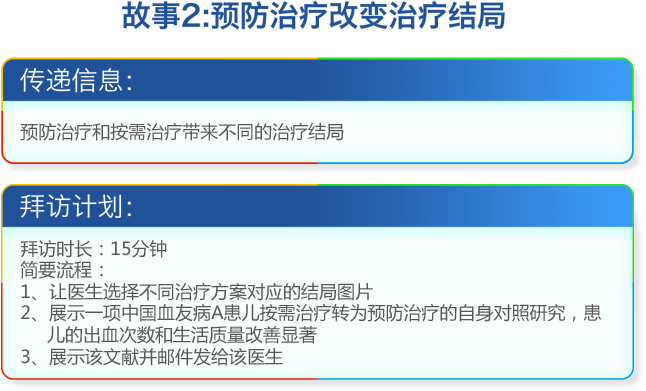 故事2:预防治疗改变治疗结局
传递信息：
预防治疗和按需治疗带来不同的治疗结局
拜访计划：
拜访时长：15分钟
简要流程：
1、让医生选择不同治疗方案对应的结局图片
2、展示一项中国血友病A患儿按需治疗转为预防治疗的自身对照研究，患
儿的出血次数和生活质量改善显著
3、展示该文献并邮件发给该医生